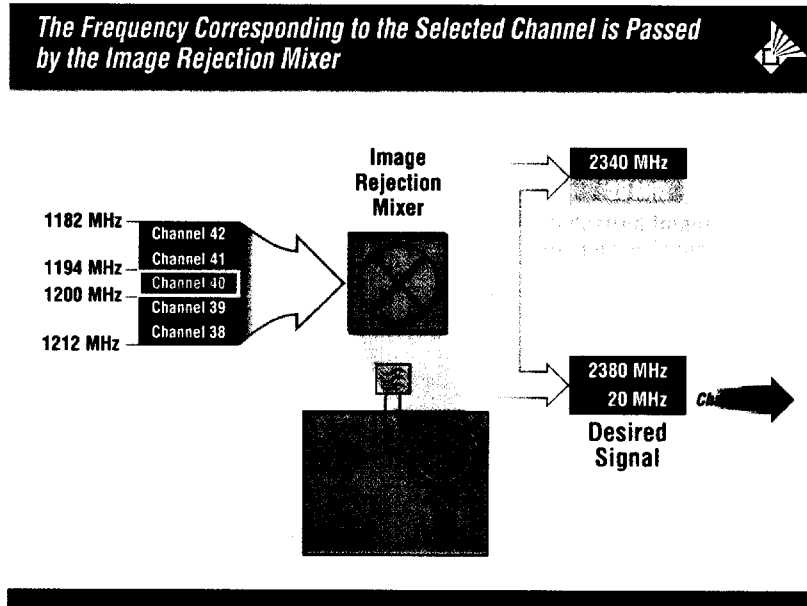 The Frequency Corresponding to the Selected Channel is Passed
by the Image Rejection Mixer
Image
Rejection
Mixer
1182 MHz
1194 MHz
1200 MHz
1212 MHz
Channel 42
Channel 41
Channel 40
Channel 39
Channel 38
2340 MHz
2380 MHz
20 MHz
Desired
Signal